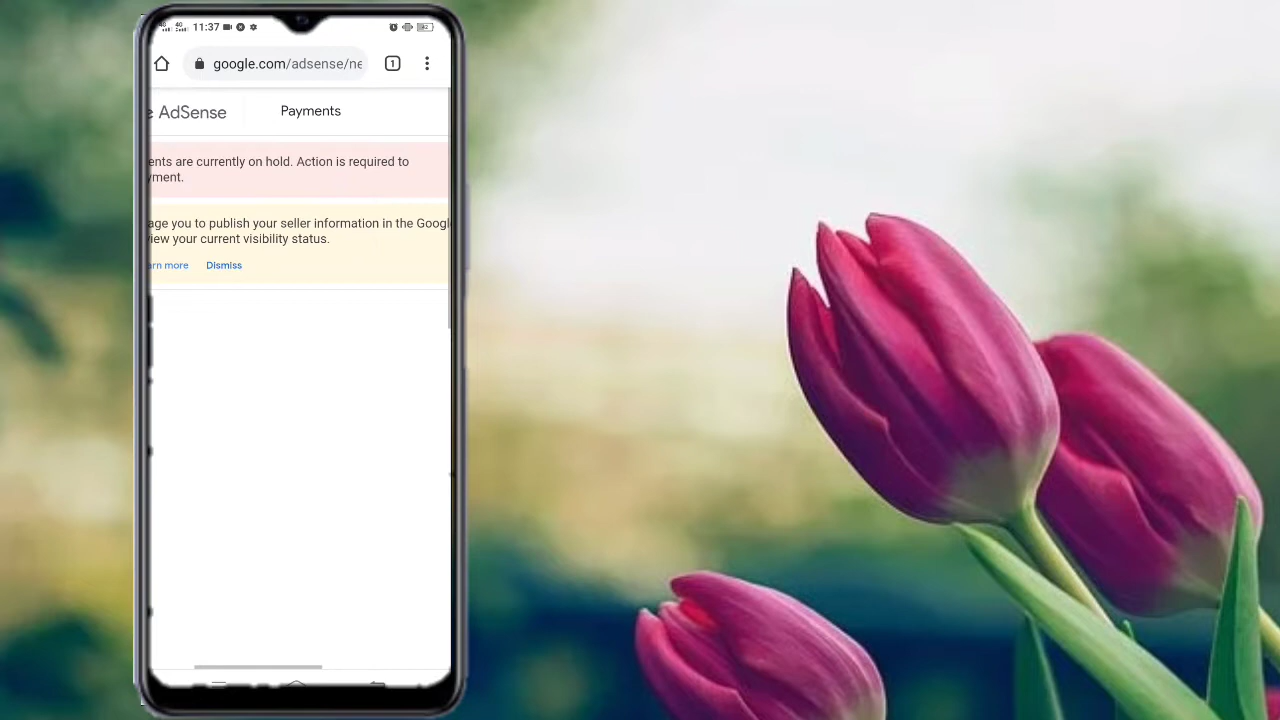 11:37
google.com/adsense/ne
1
AdSense
Payments
ents are currently on hold. Action is required to
yment.
age you to publish your seller information in the Googl
view your current visibility status.
arn more Dismiss